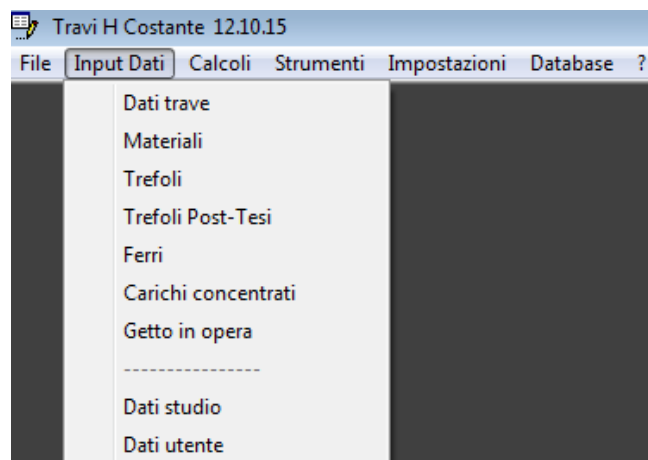 Travi H Costante 12.10.15
File Input Dati Calcoli Strumenti Impostazioni Database ?
Dati trave
Materiali
Trefoli
Trefoli Post-Tesi
Ferri
Carichi concentrati
Getto in opera
----------------
Dati studio
Dati utente